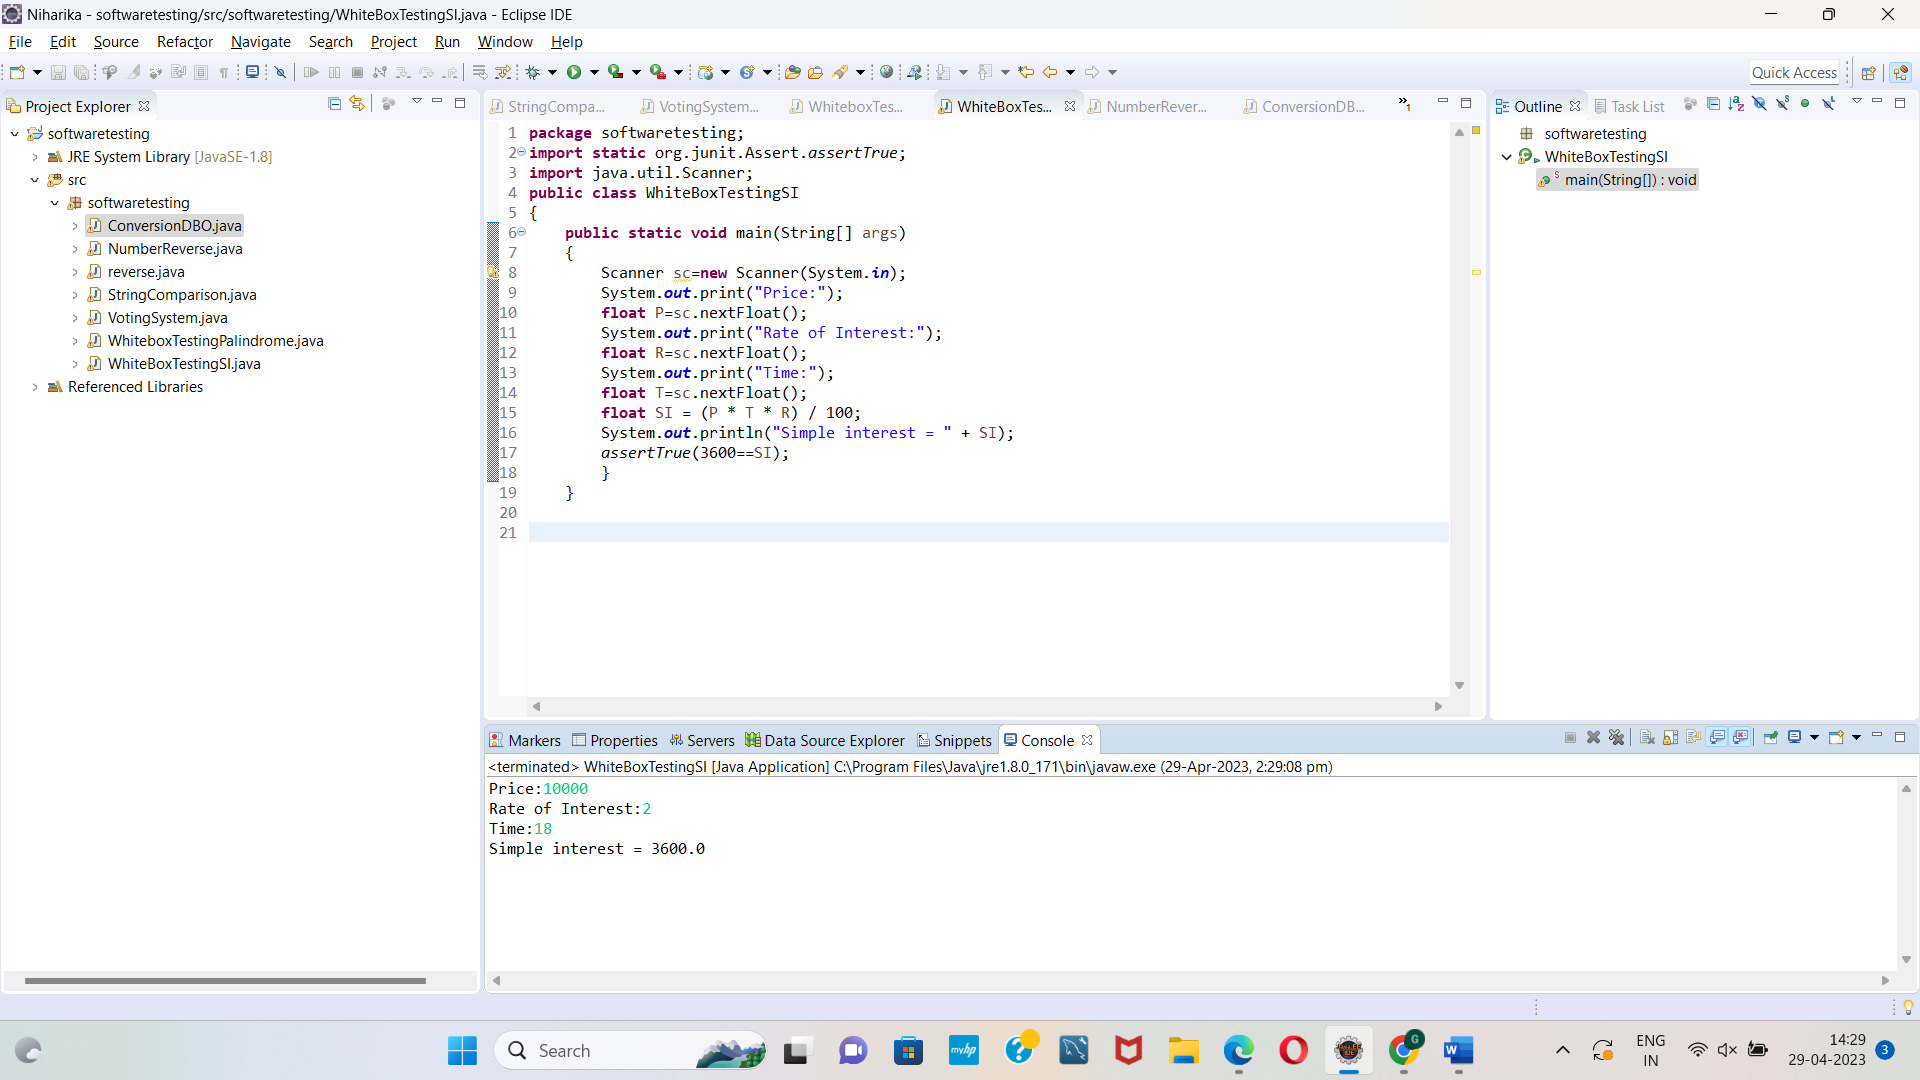 Niharika - softwaretesting/src/softwaretesting/WhiteBoxTestingSI.java - Eclipse IDE
File Edit Source Refactor Navigate Search Project Run Window Help
Quick Access
Project Explorer
softwaretesting
JRE System Library [JavaSE-1.8]
src
softwaretesting
ConversionDBO.java
NumberReverse.java
reverse.java
StringComparison.java
VotingSystem.java
WhiteboxTestingPalindrome.java
WhiteBoxTestingSI.java
Referenced Libraries
StringCompa... VotingSystem... WhiteboxTes... WhiteBoxTes... NumberRever... ConversionDB... »1
1 package softwaretesting;
2 import static org.junit.Assert.assertTrue;
3 import java.util.Scanner;
4 public class WhiteBoxTestingSI
5 {
6 public static void main(String[] args)
7 {
8 Scanner sc=new Scanner(System.in);
9 System.out.print("Price:");
10 float P=sc.nextFloat();
11 System.out.print("Rate of Interest:");
12 float R=sc.nextFloat();
13 System.out.print("Time:");
14 float T=sc.nextFloat();
15 float SI = (P * T * R) / 100;
16 System.out.println("Simple interest = " + SI);
17 assertTrue(3600==SI);
18 }
19 }
20
21
Outline Task List
softwaretesting
WhiteBoxTestingSI
main(String[]) : void
Markers Properties Servers Data Source Explorer Snippets Console
<terminated> WhiteBoxTestingSI [Java Application] C:\Program Files\Java\jre1.8.0_171\bin\javaw.exe (29-Apr-2023, 2:29:08 pm)
Price:10000
Rate of Interest:2
Time:18
Simple interest = 3600.0
Search
myhp
ENG
IN
14:29
29-04-2023
3